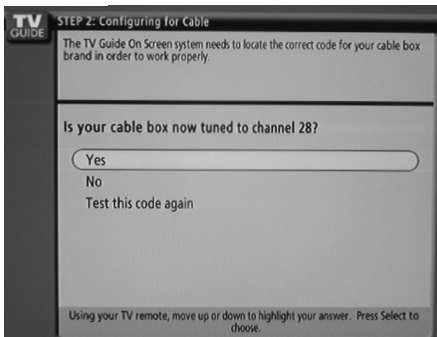 TV
GUIDE
STEP 2: Configuring for Cable
The TV Guide On Screen system needs to locate the correct code for your cable box
brand in order to work properly.
Is your cable box now tuned to channel 28?
Yes
No
Test this code again
Using your TV remote, move up or down to highlight your answer. Press Select to
choose.